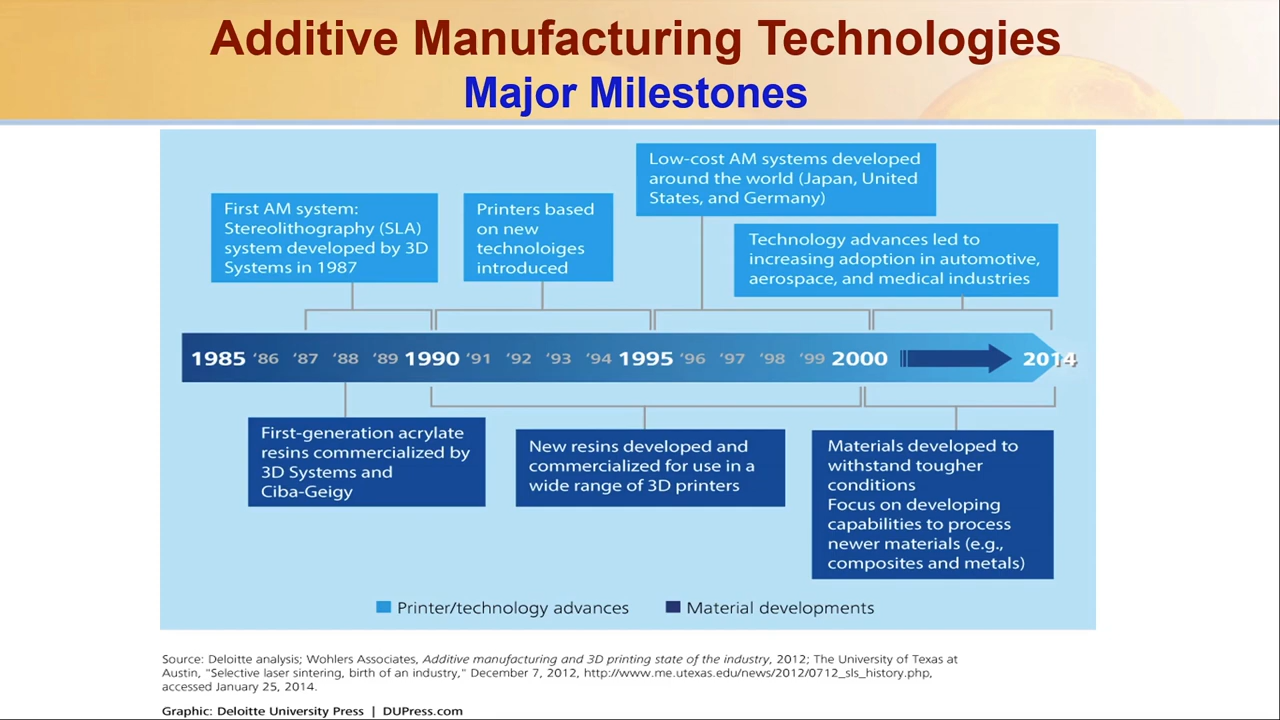 Additive Manufacturing Technologies
Major Milestones
Low-cost AM systems developed
around the world (Japan, United
States, and Germany)
First AM system:
Stereolithography (SLA)
system developed by 3D
Systems in 1987
Printers based
on new
technoloiges
introduced
Technology advances led to
increasing adoption in automotive,
aerospace, and medical industries
1985 ‘86 ‘87 ‘88 ‘89 1990 ‘91 ‘92 ‘93 ‘94 1995 ‘96 ‘97 ‘98 ‘99 2000 2014
First-generation acrylate
resins commercialized by
3D Systems and
Ciba-Geigy
New resins developed and
commercialized for use in a
wide range of 3D printers
Materials developed to
withstand tougher
conditions
Focus on developing
capabilities to process
newer materials (e.g.,
composites and metals)
Printer/technology advances Material developments
Source: Deloitte analysis; Wohlers Associates, Additive manufacturing and 3D printing state of the industry, 2012; The University of Texas at
Austin, "Selective laser sintering, birth of an industry," December 7, 2012, http://www.me.utexas.edu/news/2012/0712_sls_history.php,
accessed January 25, 2014.
Graphic: Deloitte University Press | DUPress.com